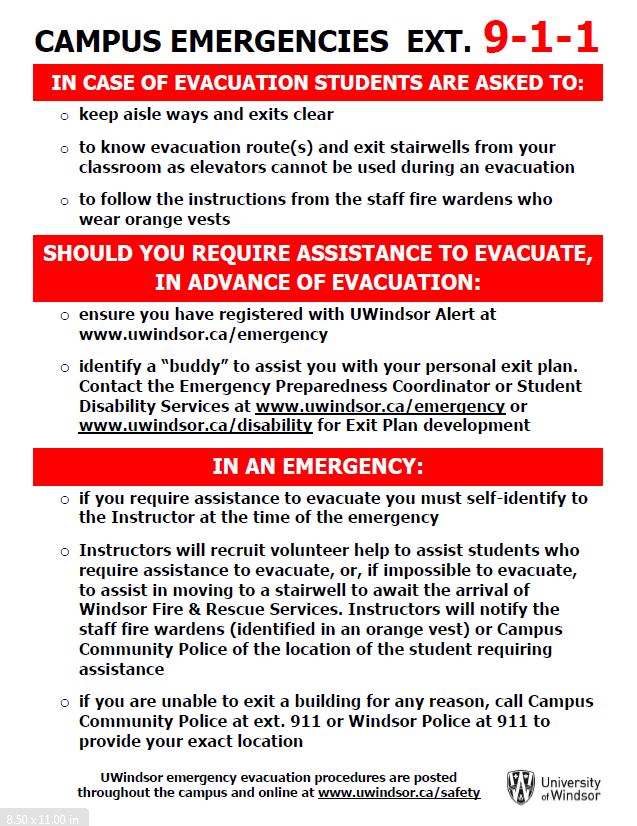 CAMPUS EMERGENCIES EXT. 9-1-1
IN CASE OF EVACUATION STUDENTS ARE ASKED TO:
o keep aisle ways and exits clear
o to know evacuation route(s) and exit stairwells from your
classroom as elevators cannot be used during an evacuation
o to follow the instructions from the staff fire wardens who
wear orange vests
SHOULD YOU REQUIRE ASSISTANCE TO EVACUATE,
IN ADVANCE OF EVACUATION:
o ensure you have registered with UWindsor Alert at
www.uwindsor.ca/emergency
o identify a “buddy” to assist you with your personal exit plan.
Contact the Emergency Preparedness Coordinator or Student
Disability Services at www.uwindsor.ca/emergency or
www.uwindsor.ca/disability for Exit Plan development
IN AN EMERGENCY:
o if you require assistance to evacuate you must self-identify to
the Instructor at the time of the emergency
o Instructors will recruit volunteer help to assist students who
require assistance to evacuate, or, if impossible to evacuate,
to assist in moving to a stairwell to await the arrival of
Windsor Fire & Rescue Services. Instructors will notify the
staff fire wardens (identified in an orange vest) or Campus
Community Police of the location of the student requiring
assistance
o if you are unable to exit a building for any reason, call Campus
Community Police at ext. 911 or Windsor Police at 911 to
provide your exact location
UWindsor emergency evacuation procedures are posted
throughout the campus and online at www.uwindsor.ca/safety
University
of Windsor
8.50 x 11.00 in